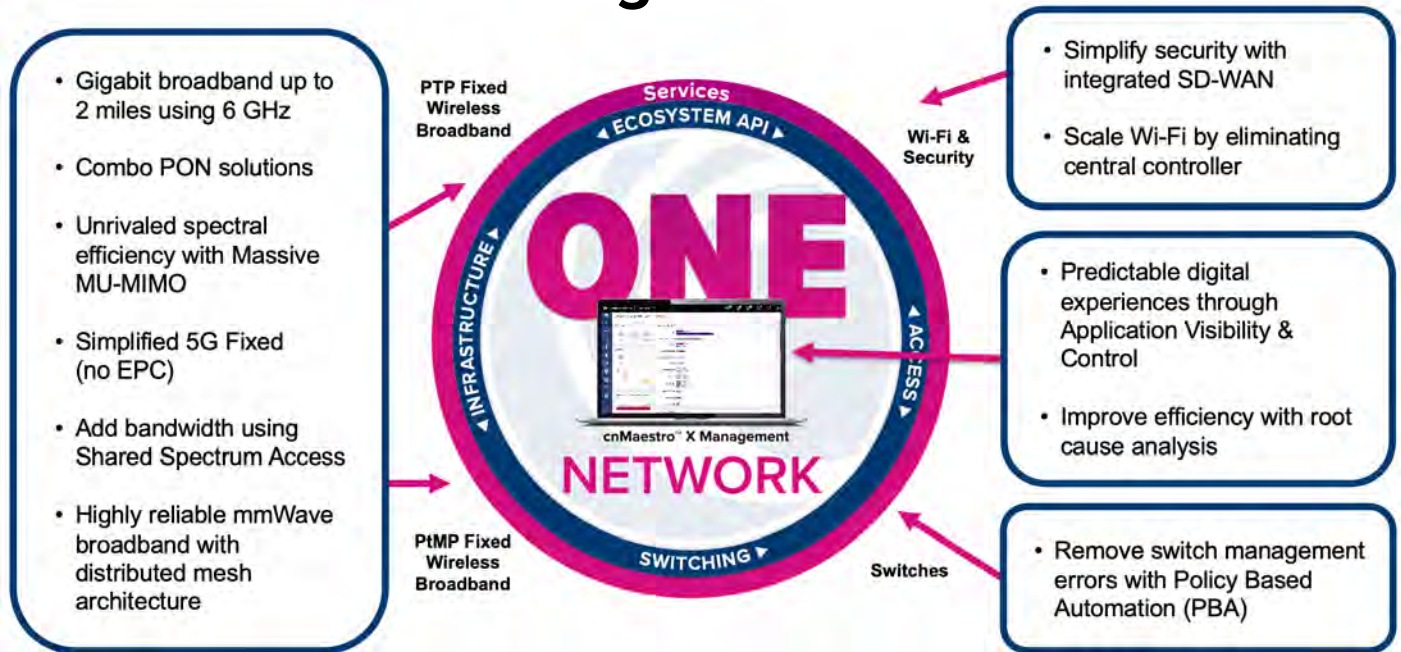 • Gigabit broadband up to
2 miles using 6 GHz
• Combo PON solutions
• Unrivaled spectral
efficiency with Massive
MU-MIMO
• Simplified 5G Fixed
(no EPC)
• Add bandwidth using
Shared Spectrum Access
• Highly reliable mmWave
broadband with
distributed mesh
architecture
PTP Fixed
Wireless
Broadband
PtMP Fixed
Wireless
Broadband
Services
◄ ECOSYSTEM API ►
◄ INFRASTRUCTURE ►
◄ ACCESS ►
SWITCHING ►
ONE
cnMaestro™ X Management
NETWORK
Wi-Fi &
Security
Switches
• Simplify security with
integrated SD-WAN
• Scale Wi-Fi by eliminating
central controller
• Predictable digital
experiences through
Application Visibility &
Control
• Improve efficiency with root
cause analysis
• Remove switch management
errors with Policy Based
Automation (PBA)